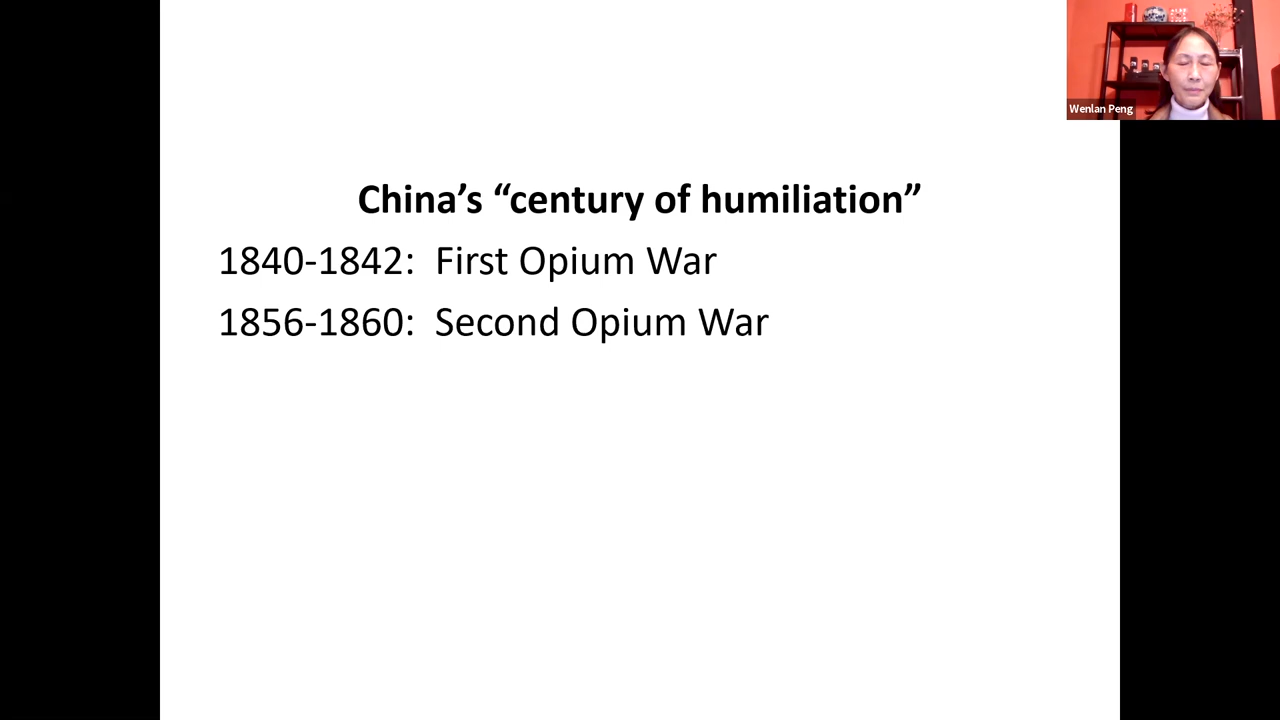 Wenlan Peng
China’s “century of humiliation”
1840-1842: First Opium War
1856-1860: Second Opium War